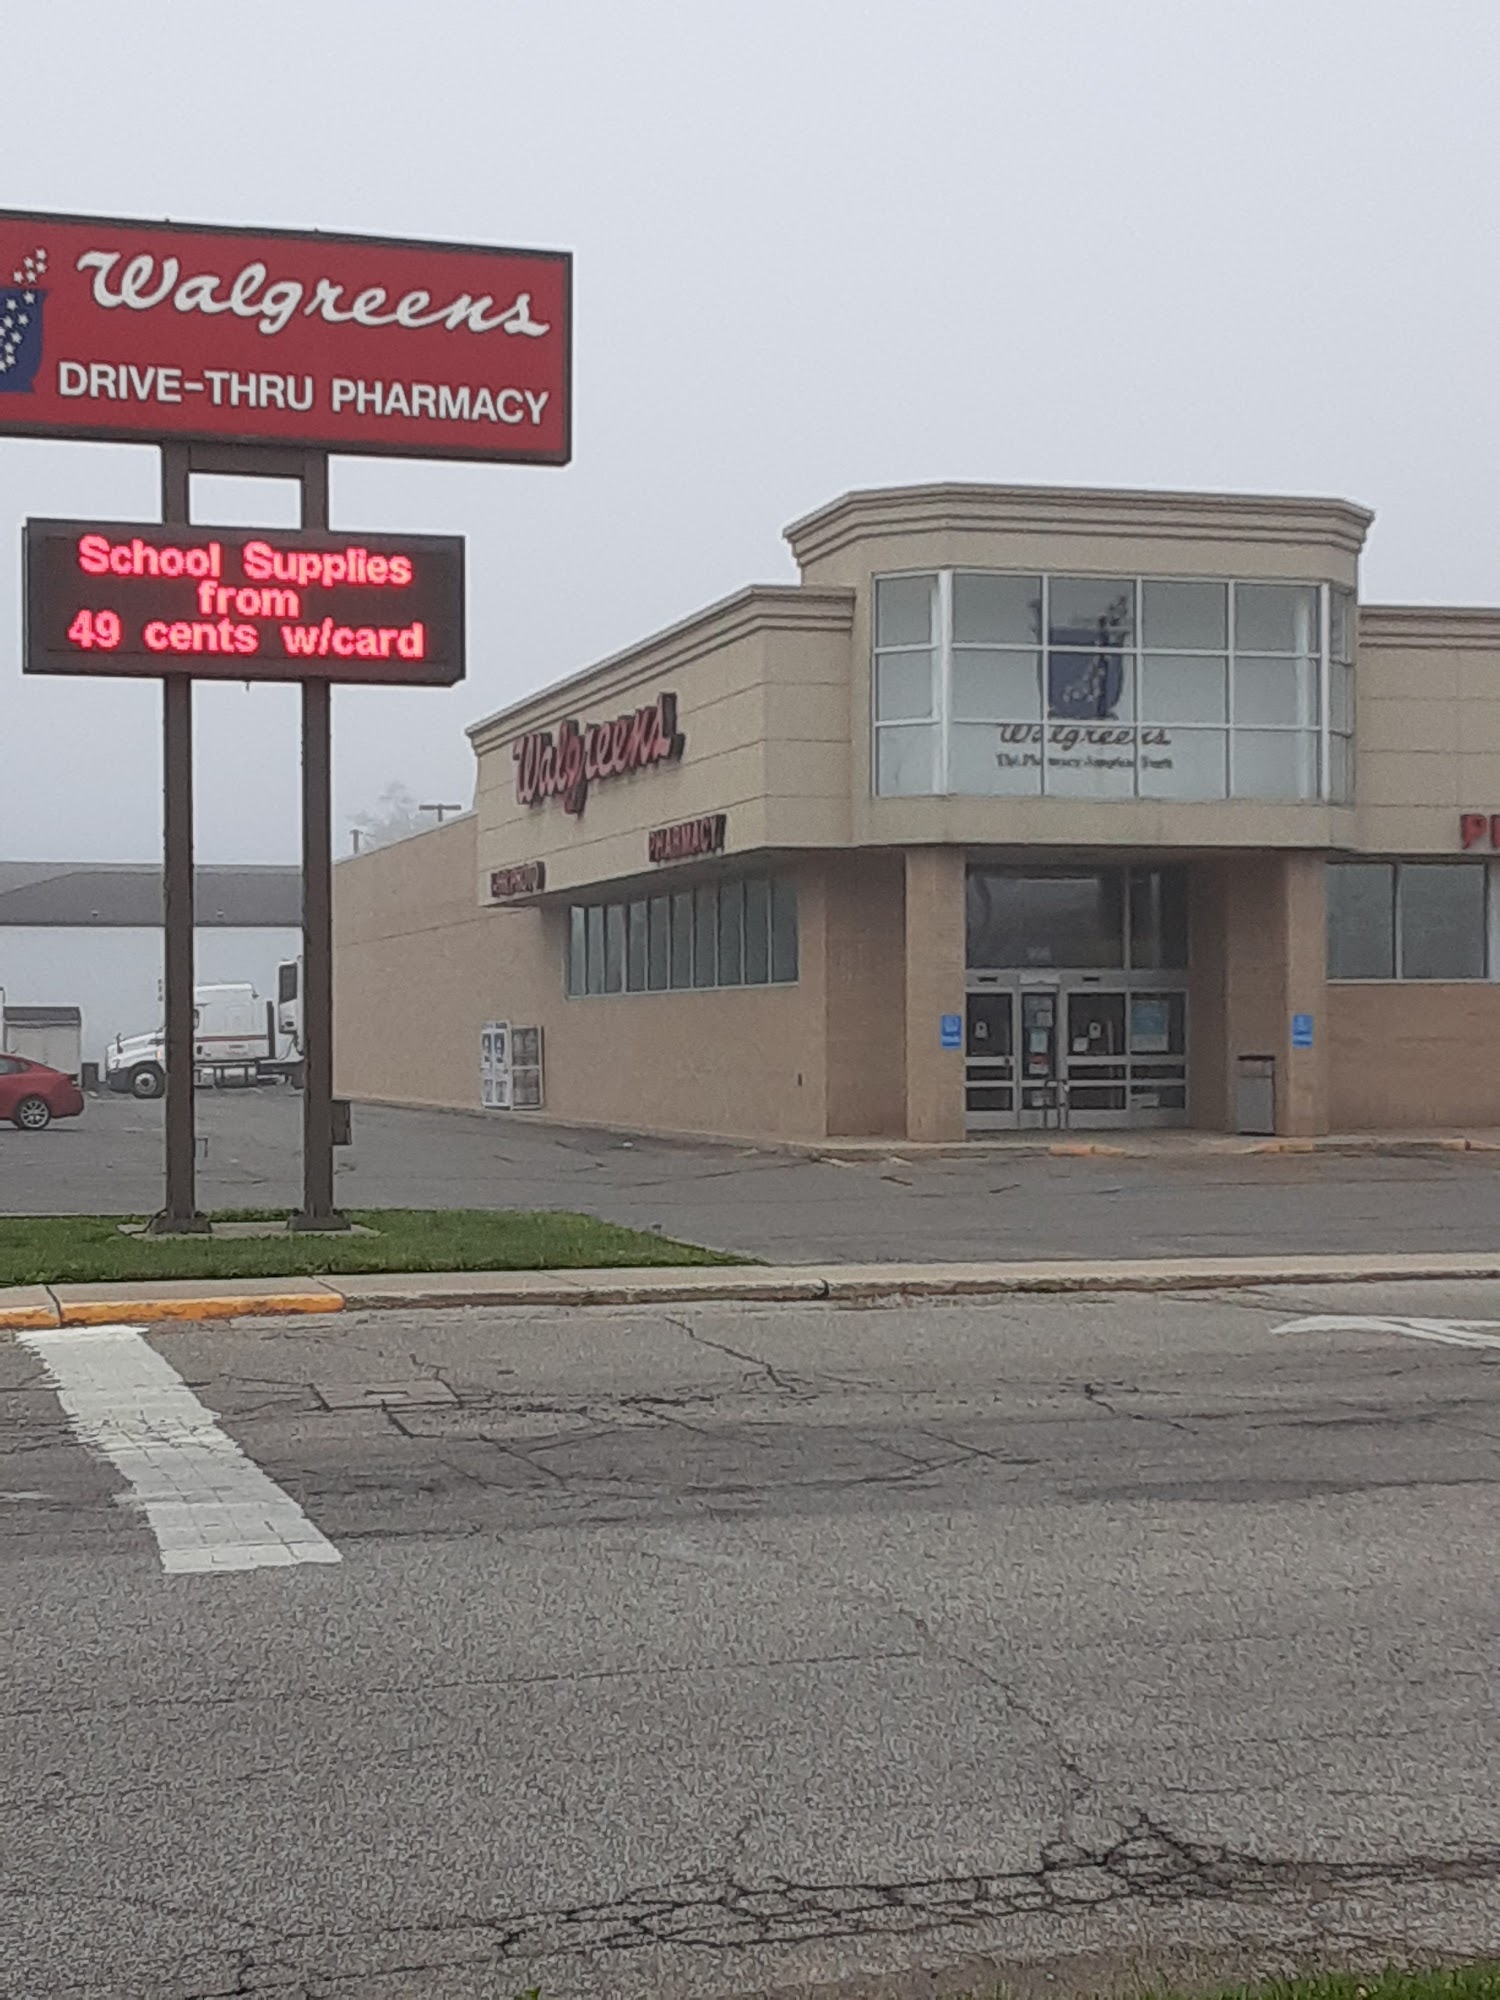 Walgreens
DRIVE-THRU PHARMACY
School Supplies
from
49 cents w/card
Walgreens
PHARMACY
Walgreens